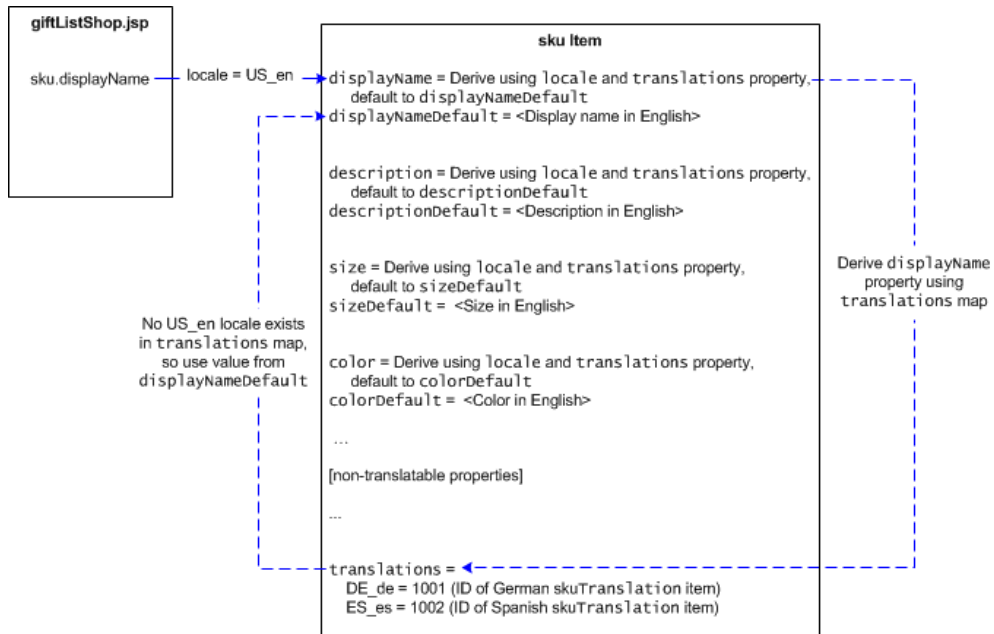 giftListShop.jsp
sku.displayName
locale = US_en
sku Item
displayName = Derive using locale and translations property,
default to displayNameDefault
displayNameDefault = <Display name in English>
description = Derive using locale and translations property,
default to descriptionDefault
descriptionDefault = <Description in English>
size = Derive using locale and translations property,
default to sizeDefault
sizeDefault = <Size in English>
color = Derive using locale and translations property,
default to colorDefault
colorDefault = <Color in English>
...
[non-translatable properties]
...
translations =
DE_de = 1001 (ID of German skuTranslation item)
ES_es = 1002 (ID of Spanish skuTranslation item)
Derive displayName
property using
translations map
No US_en locale exists
in translations map,
so use value from
displayNameDefault